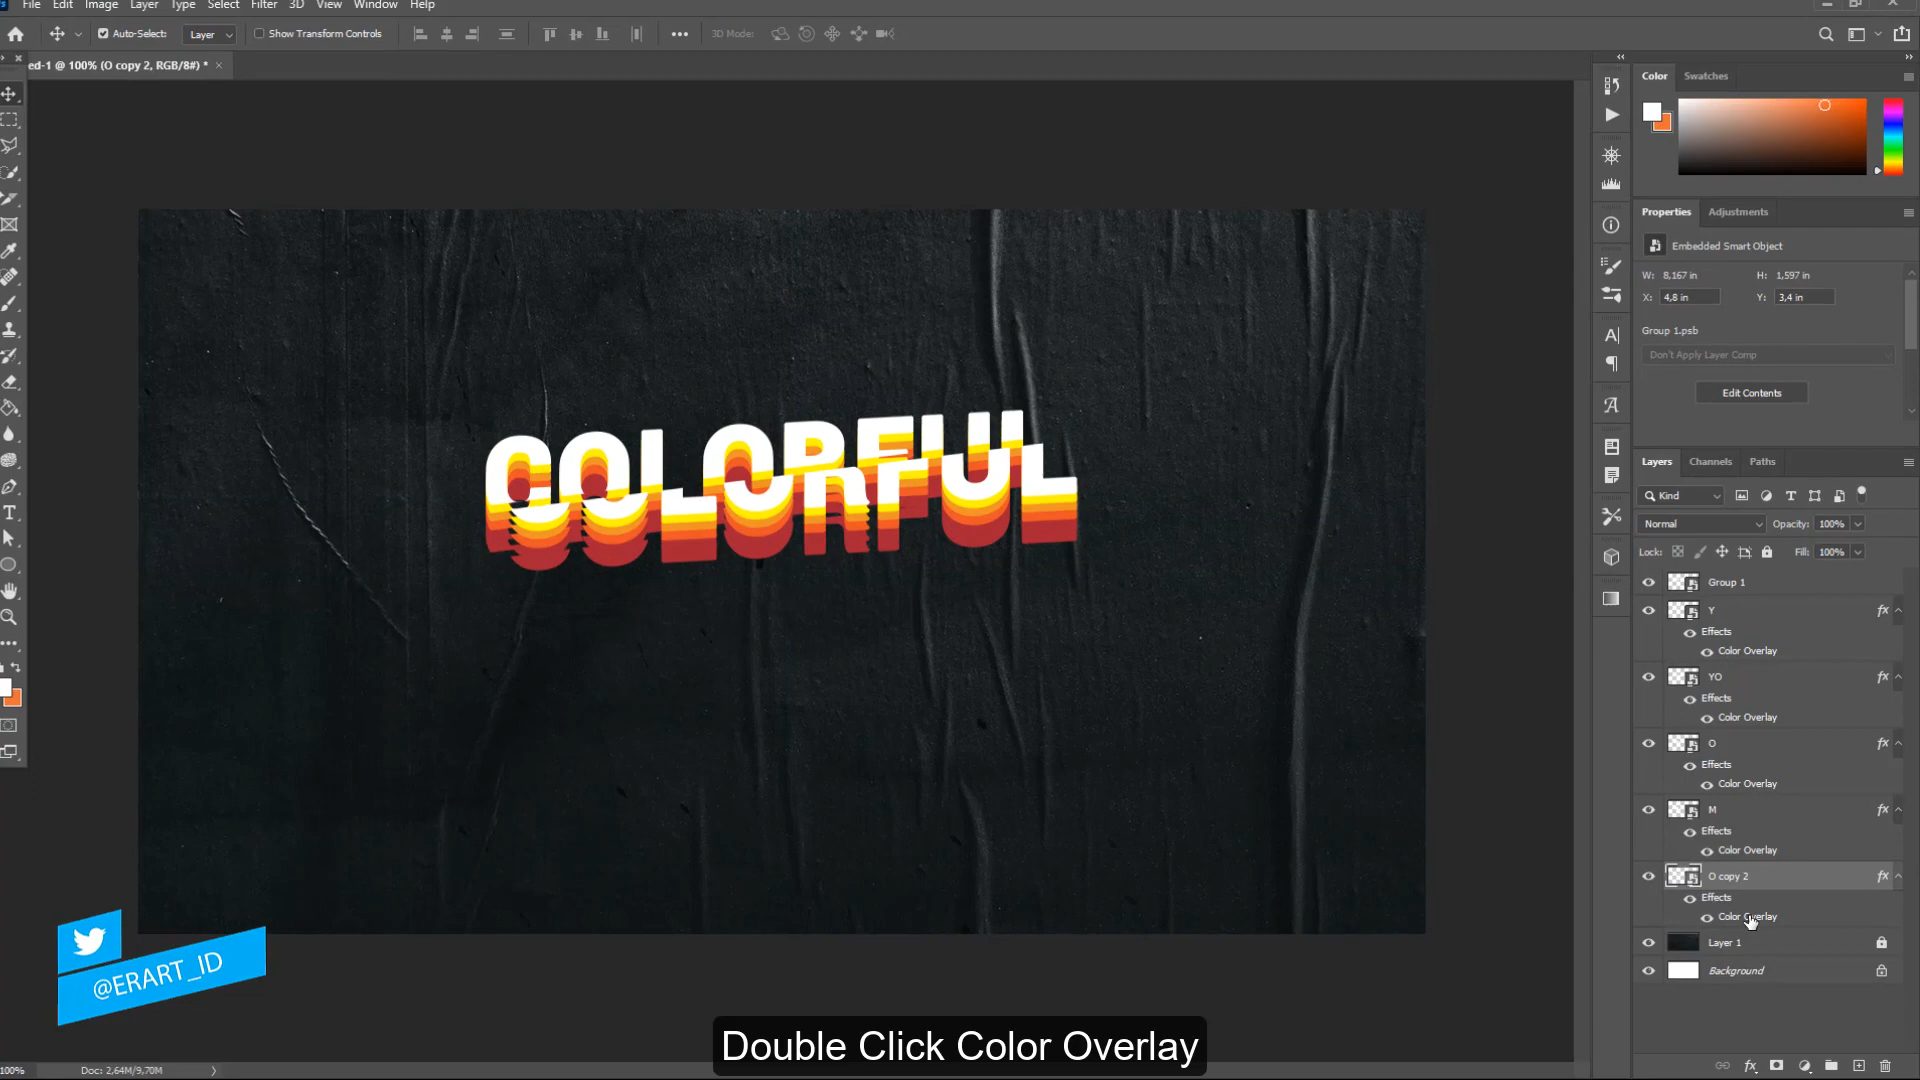 File Edit Image Layer Type Select Filter 3D View Window Help
Auto-Select: Layer Show Transform Controls 3D Mode:
ed-1 @ 100% (O copy 2, RGB/8#) *
Color Swatches
Properties Adjustments
Embedded Smart Object
W: 8,167 in H: 1,597 in
X: 4,8 in Y: 3,4 in
Group 1.psb
Don't Apply Layer Comp
Edit Contents
COLORFUL
Layers Channels Paths
Kind
Normal Opacity: 100%
Lock: Fill: 100%
Group 1
Y fx
Effects
Color Overlay
YO fx
Effects
Color Overlay
O fx
Effects
Color Overlay
M fx
Effects
Color Overlay
O copy 2 fx
Effects
Color Overlay
Layer 1
Background
@ERART_ID
Double Click Color Overlay
100% Doc: 2,64M/9,70M